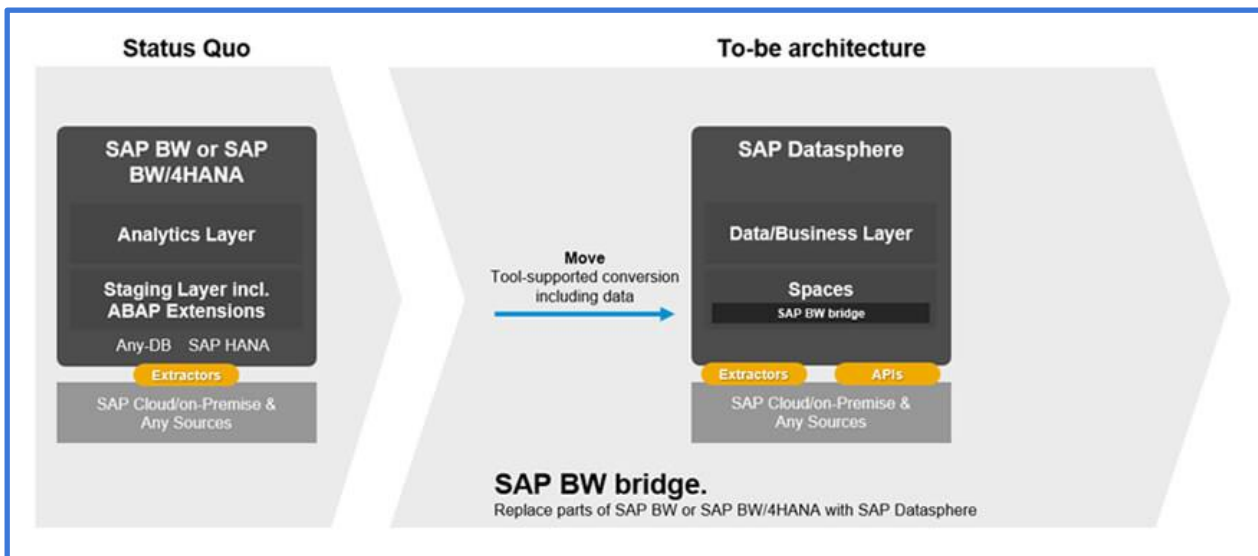 Status Quo
To-be architecture
SAP BW or SAP
BW/4HANA
Analytics Layer
Staging Layer incl.
ABAP Extensions
Any-DB SAP HANA
Extractors
SAP Cloud/on-Premise &
Any Sources
Move
Tool-supported conversion
including data
SAP Datasphere
Data/Business Layer
Spaces
SAP BW bridge
Extractors
APIs
SAP Cloud/on-Premise &
Any Sources
SAP BW bridge.
Replace parts of SAP BW or SAP BW/4HANA with SAP Datasphere